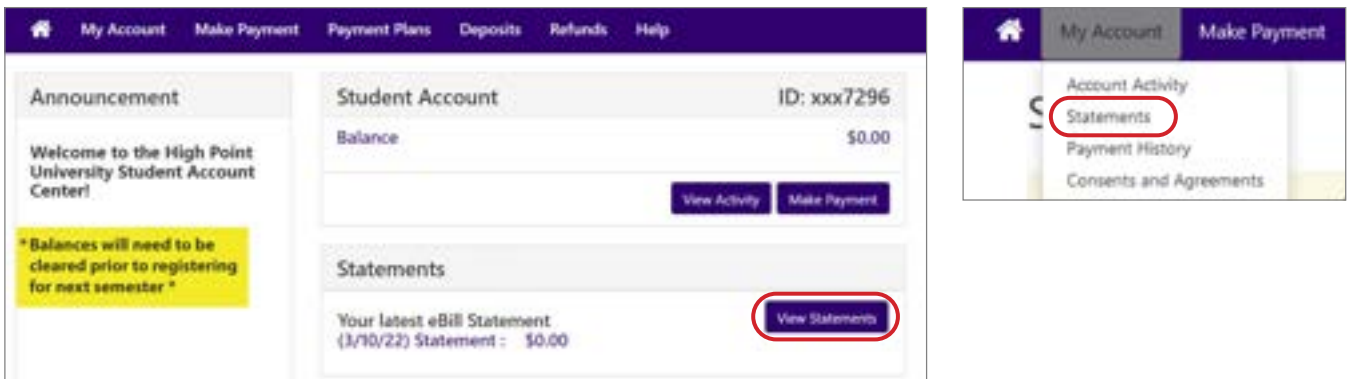 My Account Make Payment Payment Plans Deposits Refunds Help
Announcement
Welcome to the High Point
University Student Account
Center!
*Balances will need to be
cleared prior to registering
for next semester *
Student Account ID: xxx7296
Balance $0.00
View Activity Make Payment
Statements
Your latest eBill Statement
(3/10/22) Statement : $0.00
View Statements
My Account Make Payment
Account Activity
Statements
Payment History
Consents and Agreements